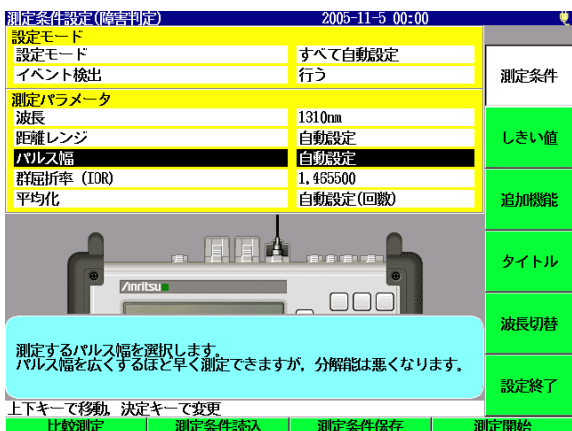 測定条件設定(障害判定) 2005-11-5 00:00
設定モード
設定モード すべて自動設定
イベント検出 行う
測定パラメータ
波長 1310nm
距離レンジ 自動設定
パルス幅 自動設定
群屈折率 (IOR) 1.465500
平均化 自動設定(回数)
測定条件
しきい値
追加機能
タイトル
波長切替
設定終了
Anritsu
測定するパルス幅を選択します。
パルス幅を広くするほど早く測定できますが, 分解能は悪くなります。
上下キーで移動, 決定キーで変更
比較測定 測定条件読込 測定条件保存 測定開始